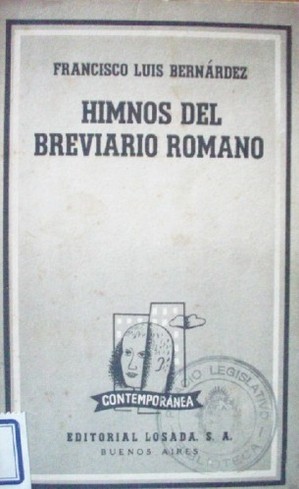 FRANCISCO LUIS BERNÁRDEZ
HIMNOS DEL
BREVIARIO ROMANO
CONTEMPORÁNEA
LEGISLATIVO
EDITORIAL LOSADA, S. A.
BUENOS AIRES